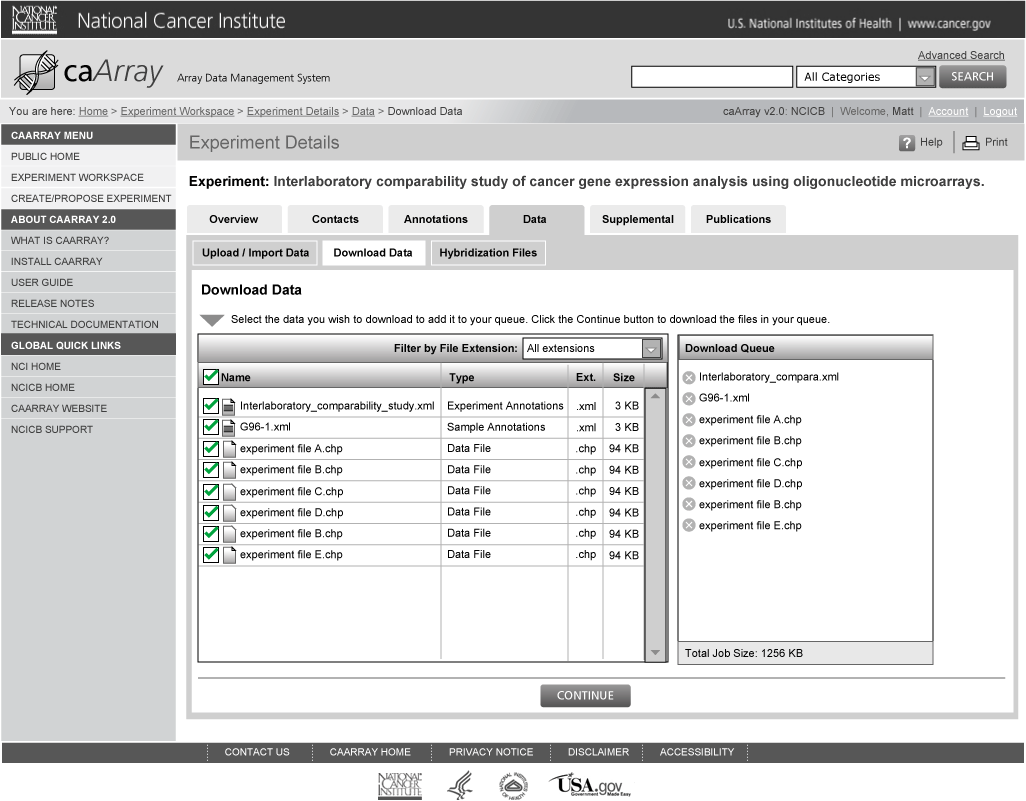 NATIONAL CANCER INSTITUTE National Cancer Institute U.S. National Institutes of Health | www.cancer.gov
Advanced Search
caArray Array Data Management System All Categories SEARCH
You are here: Home > Experiment Workspace > Experiment Details > Data > Download Data caArray v2.0: NCICB | Welcome, Matt | Account | Logout
CAARRAY MENU
PUBLIC HOME
EXPERIMENT WORKSPACE
CREATE/PROPOSE EXPERIMENT
ABOUT CAARRAY 2.0
WHAT IS CAARRAY?
INSTALL CAARRAY
USER GUIDE
RELEASE NOTES
TECHNICAL DOCUMENTATION
GLOBAL QUICK LINKS
NCI HOME
NCICB HOME
CAARRAY WEBSITE
NCICB SUPPORT
Experiment Details ? Help Print
Experiment: Interlaboratory comparability study of cancer gene expression analysis using oligonucleotide microarrays.
Overview Contacts Annotations Data Supplemental Publications
Upload / Import Data Download Data Hybridization Files
Download Data
Select the data you wish to download to add it to your queue. Click the Continue button to download the files in your queue.
Filter by File Extension: All extensions
Name Type Ext. Size
Interlaboratory_comparability_study.xml Experiment Annotations .xml 3 KB
G96-1.xml Sample Annotations .xml 3 KB
experiment file A.chp Data File .chp 94 KB
experiment file B.chp Data File .chp 94 KB
experiment file C.chp Data File .chp 94 KB
experiment file D.chp Data File .chp 94 KB
experiment file B.chp Data File .chp 94 KB
experiment file E.chp Data File .chp 94 KB
Download Queue
Interlaboratory_compara.xml
G96-1.xml
experiment file A.chp
experiment file B.chp
experiment file C.chp
experiment file D.chp
experiment file B.chp
experiment file E.chp
Total Job Size: 1256 KB
CONTINUE
CONTACT US CAARRAY HOME PRIVACY NOTICE DISCLAIMER ACCESSIBILITY
NATIONAL CANCER INSTITUTE USA.gov
Government Made Easy